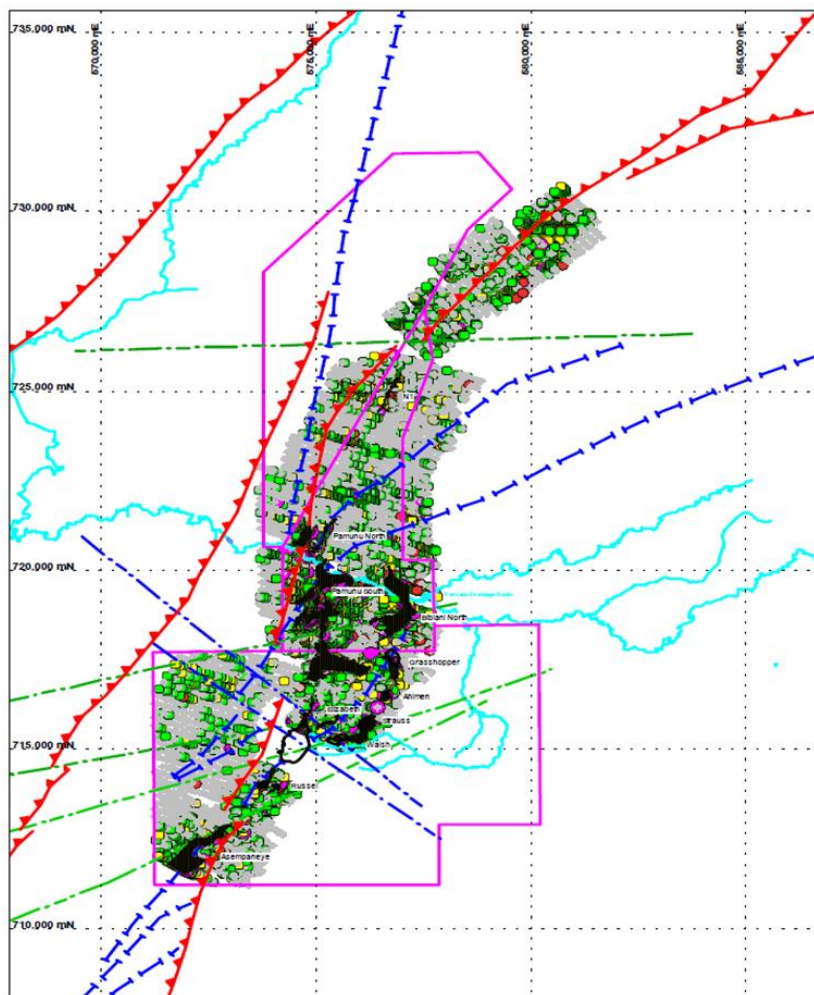 735,000 mN
570,000 mE
575,000 mE
580,000 mE
585,000 mE
730,000 mN
725,000 mN
N1
Pamunu North
720,000 mN
Pamunu South
Bibiani North
Grasshopper
Ahimen
Elizabeth
Strauss
715,000 mN
Walsh
Russel
Asempaneye
710,000 mN